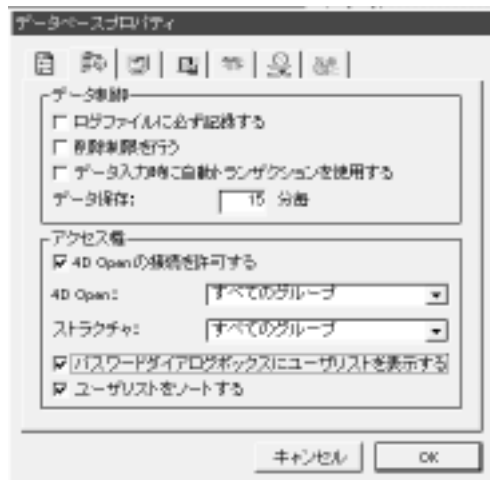 データベースプロパティ
データ制御
ログファイルに必ず記録する
削除制限を行う
データ入力時に自動トランザクションを使用する
データ保存: 15 分毎
アクセス権
4D Openの接続を許可する
4D Open: すべてのグループ
ストラクチャ: すべてのグループ
パスワードダイアログボックスにユーザリストを表示する
ユーザリストをソートする
キャンセル OK